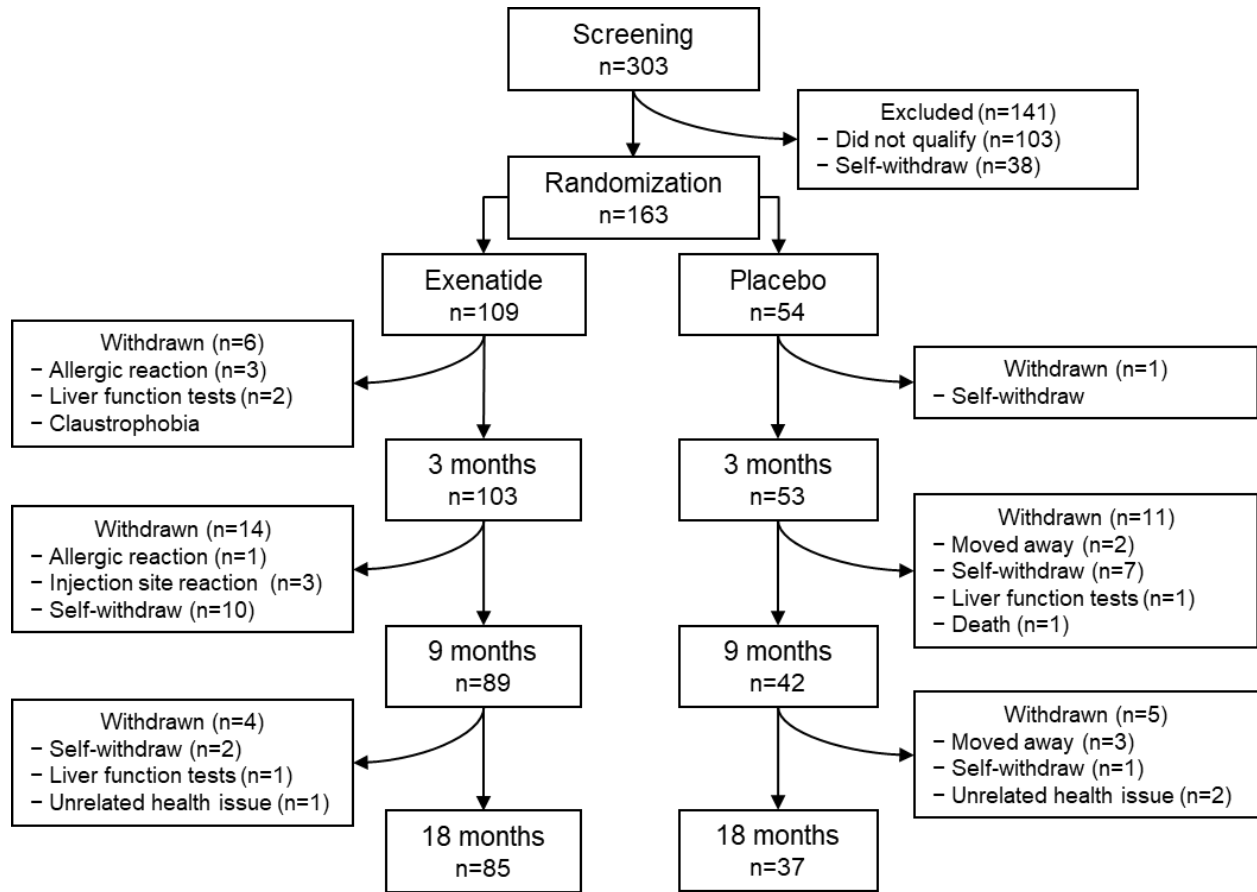 Screening
n=303
Excluded (n=141)
− Did not qualify (n=103)
− Self-withdraw (n=38)
Randomization
n=163
Exenatide
n=109
Placebo
n=54
Withdrawn (n=6)
− Allergic reaction (n=3)
− Liver function tests (n=2)
− Claustrophobia
Withdrawn (n=1)
− Self-withdraw
3 months
n=103
3 months
n=53
Withdrawn (n=14)
− Allergic reaction (n=1)
− Injection site reaction (n=3)
− Self-withdraw (n=10)
Withdrawn (n=11)
− Moved away (n=2)
− Self-withdraw (n=7)
− Liver function tests (n=1)
− Death (n=1)
9 months
n=89
9 months
n=42
Withdrawn (n=4)
− Self-withdraw (n=2)
− Liver function tests (n=1)
− Unrelated health issue (n=1)
Withdrawn (n=5)
− Moved away (n=3)
− Self-withdraw (n=1)
− Unrelated health issue (n=2)
18 months
n=85
18 months
n=37